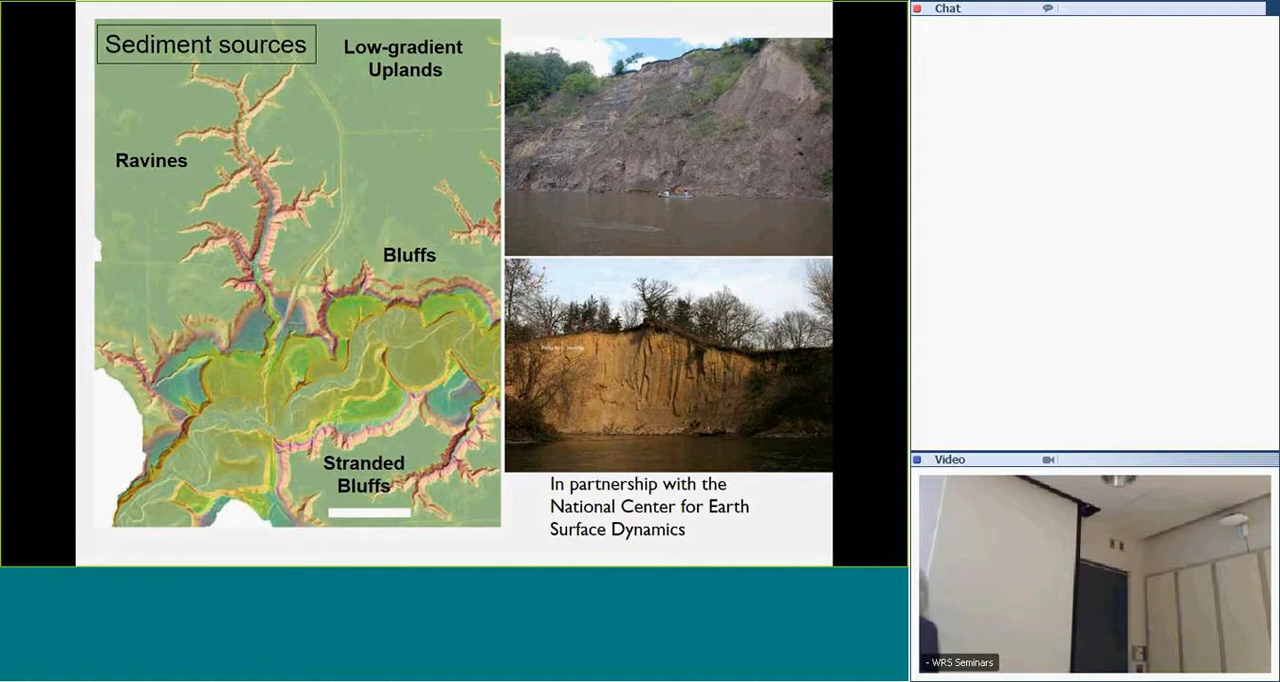 Sediment sources
Low-gradient
Uplands
Ravines
Bluffs
Stranded
Bluffs
In partnership with the
National Center for Earth
Surface Dynamics
Chat
Video
- WRS Seminars